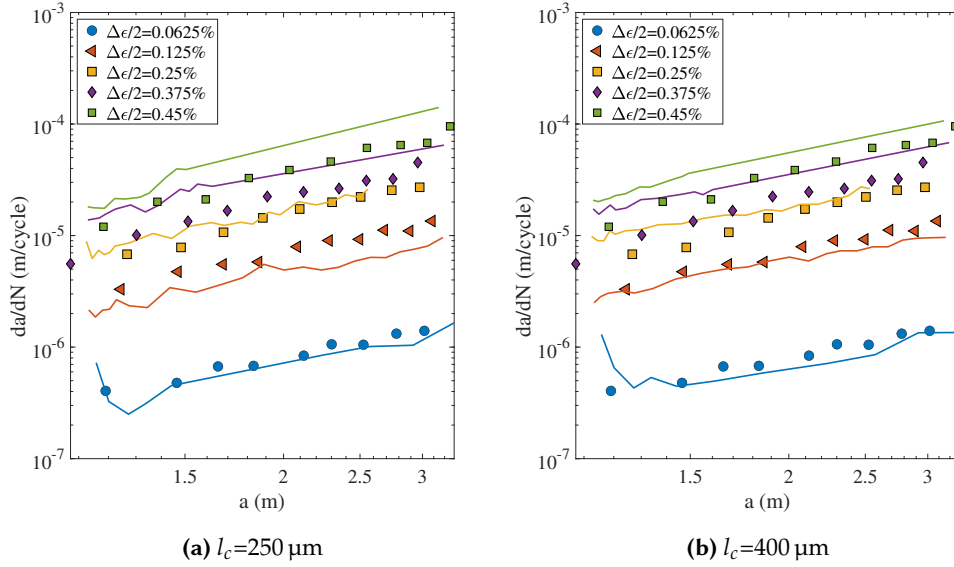 10⁻³
10⁻⁴
10⁻⁵
10⁻⁶
10⁻⁷
da/dN (m/cycle)
Δϵ/2=0.0625%
Δϵ/2=0.125%
Δϵ/2=0.25%
Δϵ/2=0.375%
Δϵ/2=0.45%
1.5 2 2.5 3
a (m)
(a) l_c=250 µm
10⁻³
10⁻⁴
10⁻⁵
10⁻⁶
10⁻⁷
da/dN (m/cycle)
Δϵ/2=0.0625%
Δϵ/2=0.125%
Δϵ/2=0.25%
Δϵ/2=0.375%
Δϵ/2=0.45%
1.5 2 2.5 3
a (m)
(b) l_c=400 µm